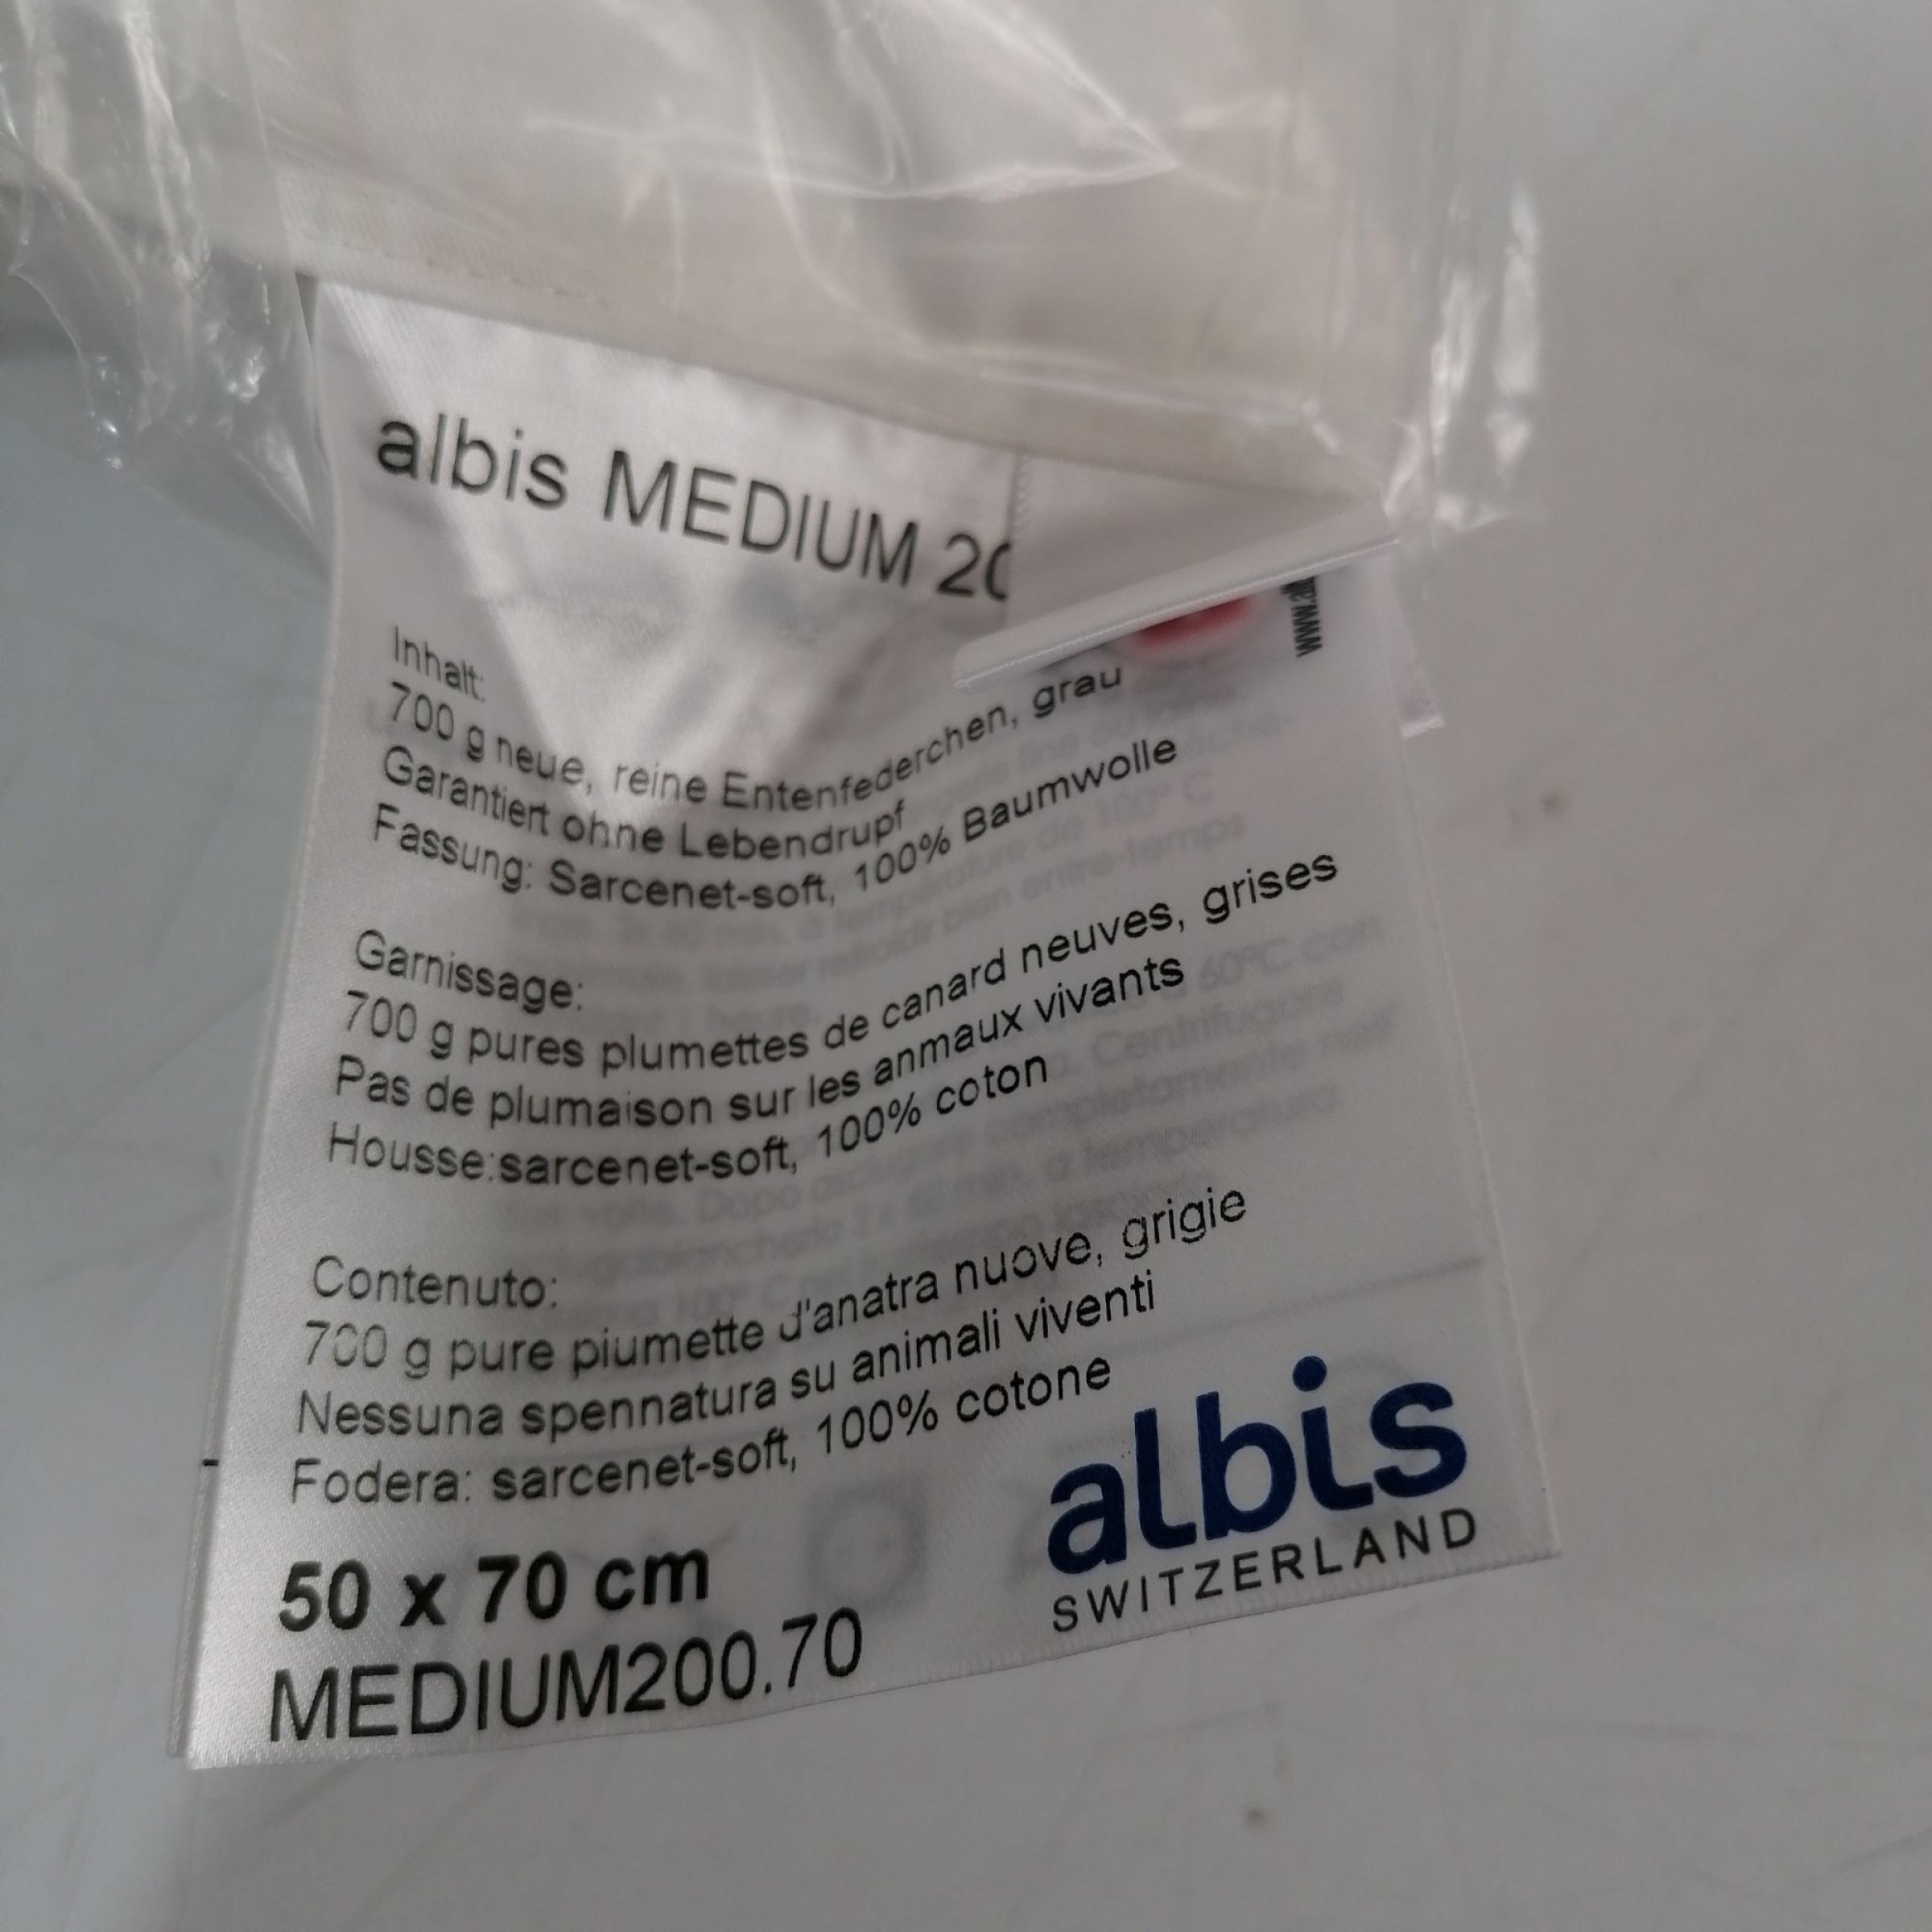 albis MEDIUM 20
www.al
Inhalt:
700 g neue, reine Entenfederchen, grau
Garantiert ohne Lebendrupf
Fassung: Sarcenet-soft, 100% Baumwolle
Garnissage:
700 g pures plumettes de canard neuves, grises
Pas de plumaison sur les anmaux vivants
Housse:sarcenet-soft, 100% coton
Contenuto:
700 g pure piumette d'anatra nuove, grigie
Nessuna spennatura su animali viventi
Fodera: sarcenet-soft, 100% cotone
50 x 70 cm
MEDIUM200.70
albis
SWITZERLAND